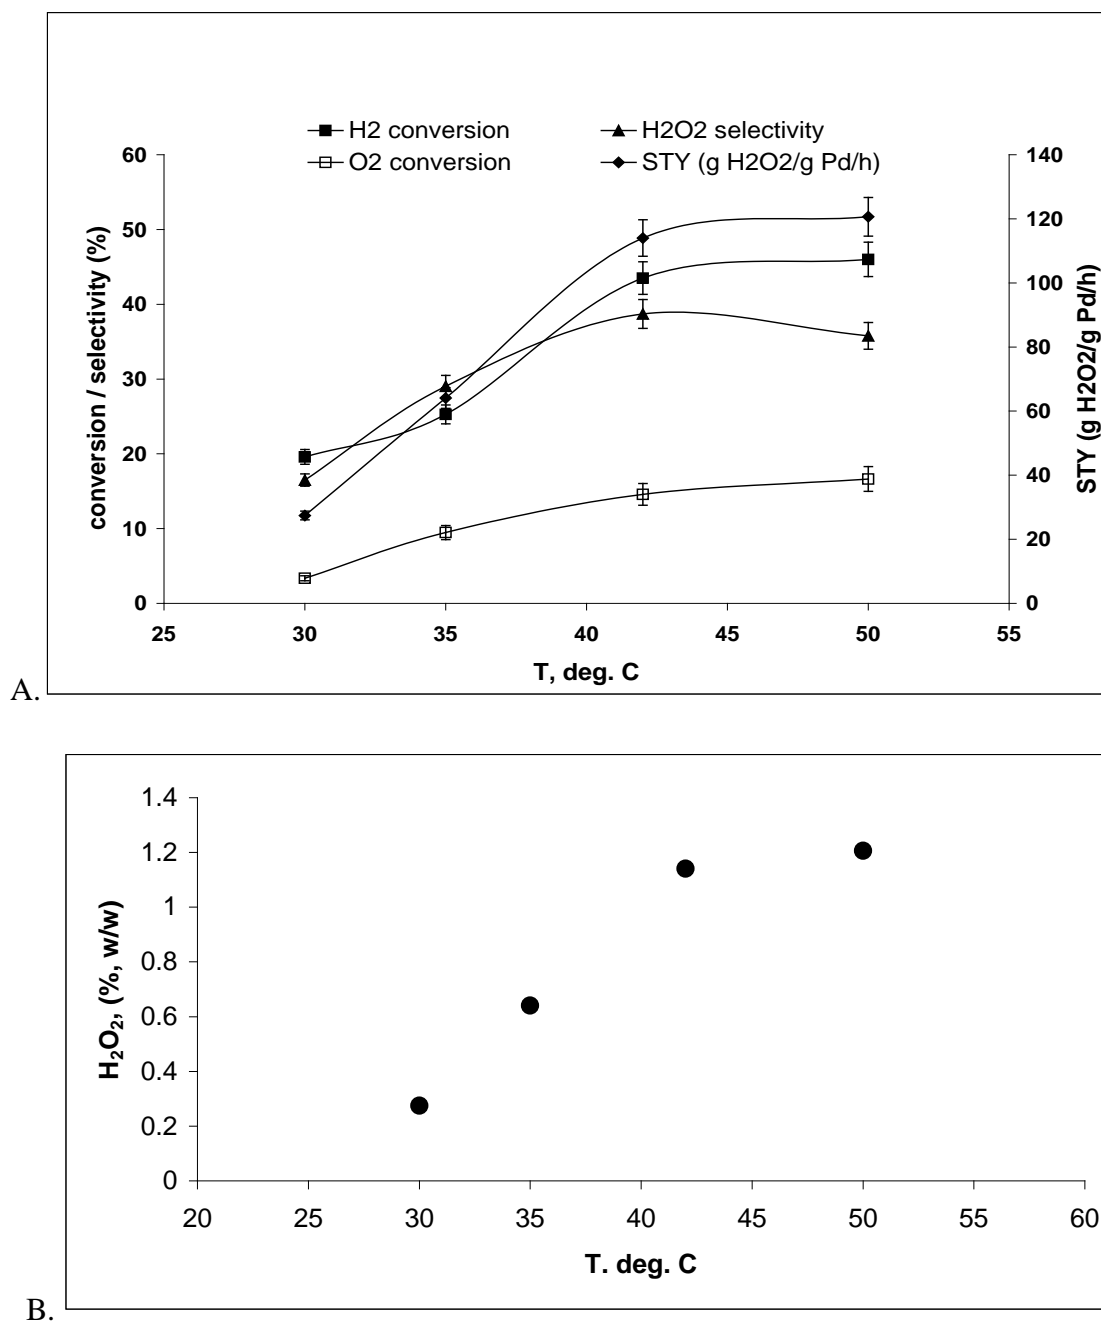 H2 conversion H2O2 selectivity
O2 conversion STY (g H2O2/g Pd/h)
60 140
50 120
40 100
30 80
20 60
10 40
0 20
0
conversion / selectivity (%)
STY (g H2O2/g Pd/h)
25 30 35 40 45 50 55
T, deg. C
A.
1.4
1.2
1
0.8
0.6
0.4
0.2
0
H₂O₂, (%, w/w)
20 25 30 35 40 45 50 55 60
T. deg. C
B.